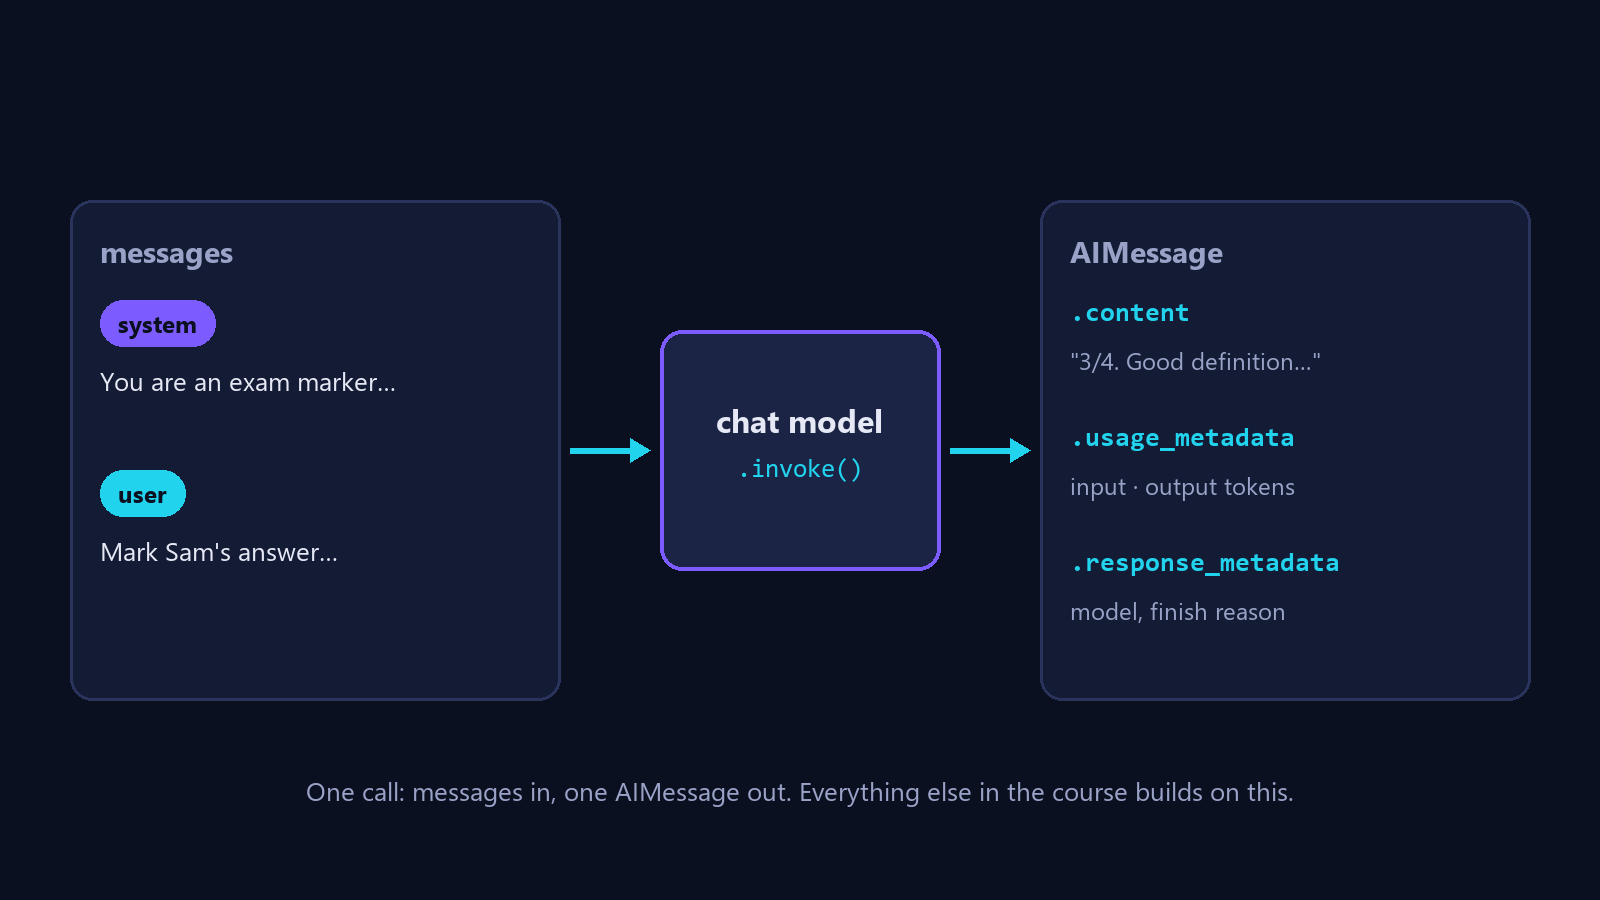 messages
system
You are an exam marker...
user
Mark Sam's answer...
chat model
.invoke()
AIMessage
.content
"3/4. Good definition..."
.usage_metadata
input · output tokens
.response_metadata
model, finish reason
One call: messages in, one AIMessage out. Everything else in the course builds on this.